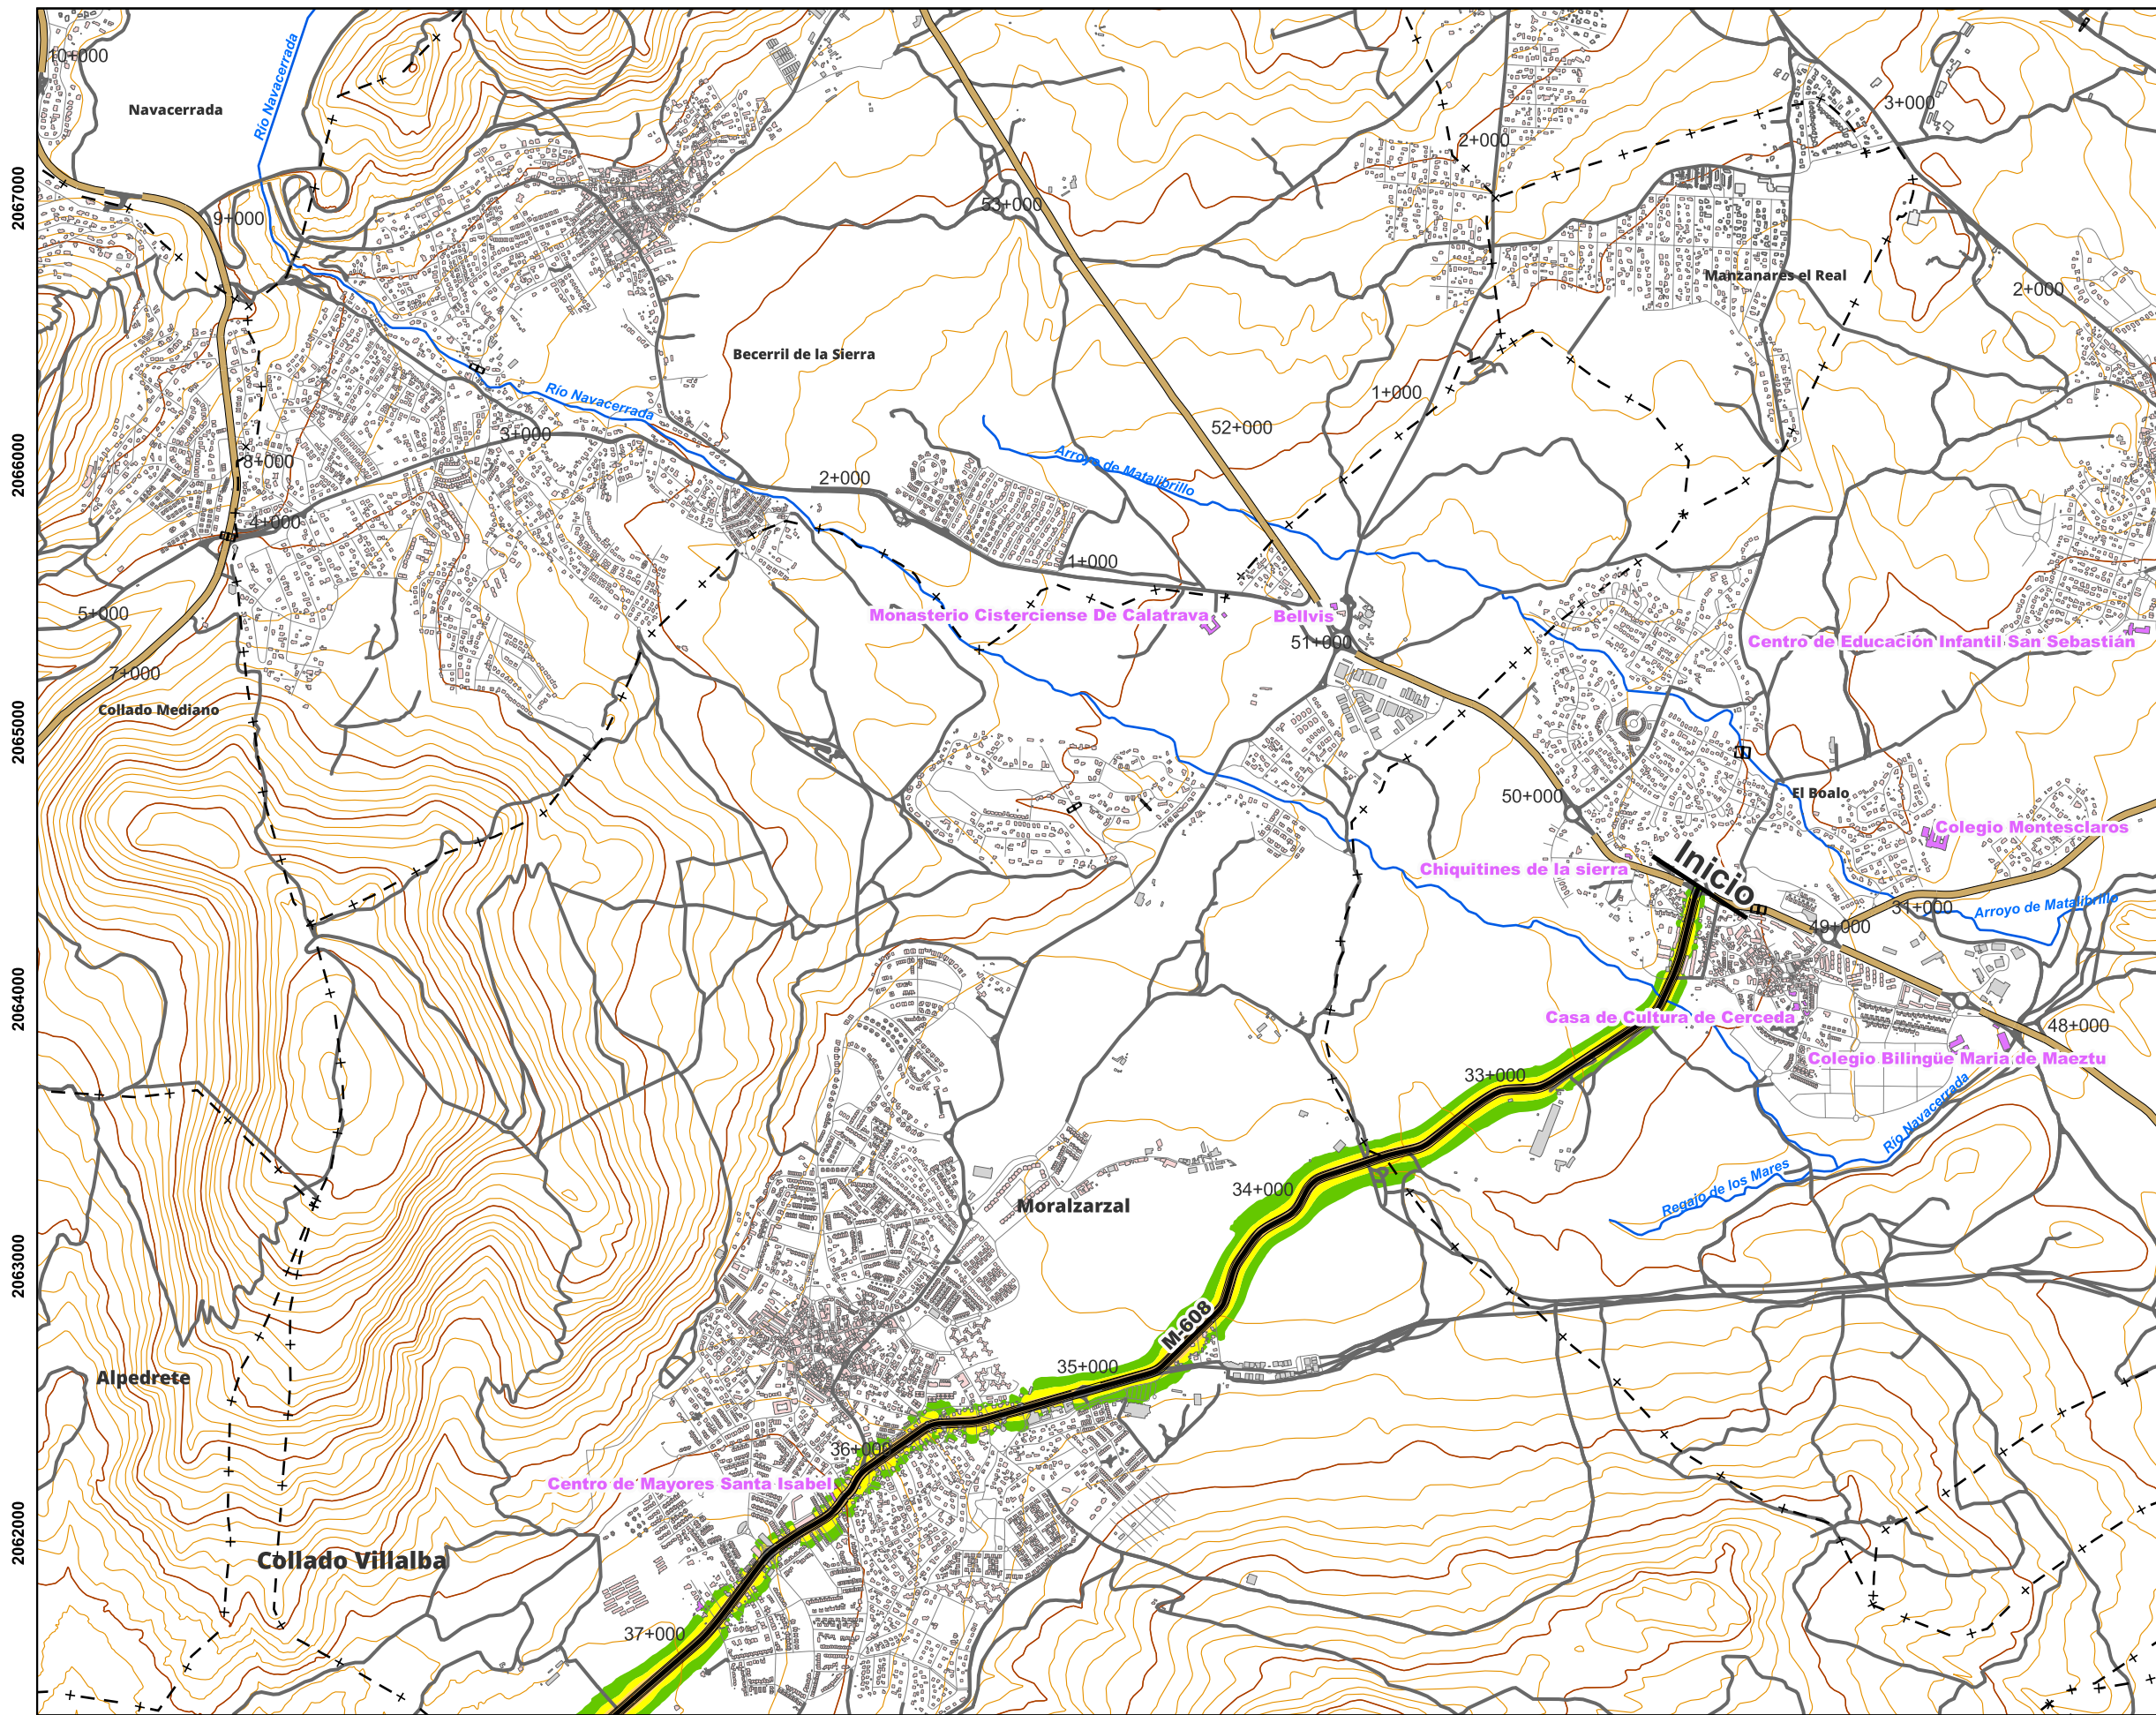 10+000
Navacerrada
Río Navacerrada
3+000
2+000
2067000
9+000
53+000
Manzanares el Real
2+000
Becerril de la Sierra
1+000
Río Navacerrada
52+000
3+000
2066000
8+000
Arroyo de Matalibrillo
2+000
4+000
1+000
5+000
Monasterio Cisterciense De Calatrava
Bellvis
51+000
Centro de Educación Infantil San Sebastián
7+000
Collado Mediano
2065000
50+000
El Boalo
Colegio Montesclaros
Chiquitines de la sierra
Inicio
31+000
Arroyo de Matalibrillo
49+000
2064000
Casa de Cultura de Cerceda
48+000
Colegio Bilingüe Maria de Maeztu
33+000
Río Navacerrada
34+000
Regajo de los Mares
Moralzarzal
2063000
M-608
35+000
Alpedrete
36+000
Centro de Mayores Santa Isabel
2062000
Collado Villalba
37+000